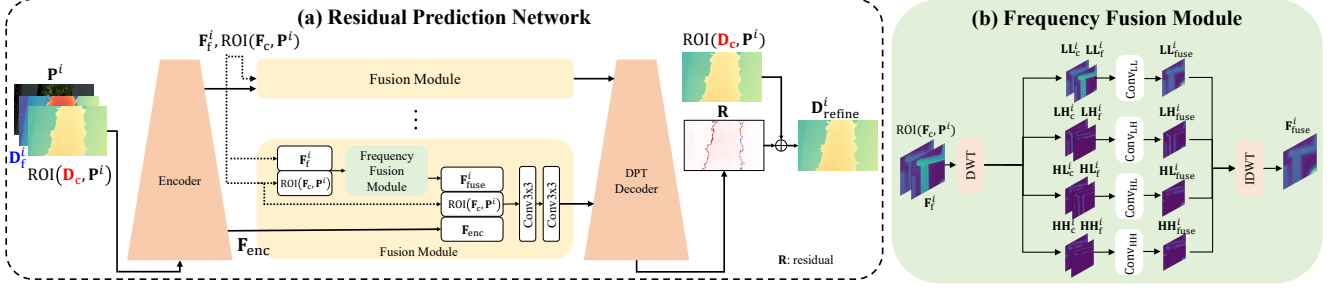 (a) Residual Prediction Network
P^i
D_f^i
ROI(D_c, P^i)
Encoder
F_f^i, ROI(F_c, P^i)
Fusion Module
...
F_f^i
ROI(F_c, P^i)
Frequency
Fusion
Module
F_fuse^i
ROI(F_c, P^i)
F_enc
Conv3x3
Conv3x3
Fusion Module
F_enc
DPT
Decoder
ROI(D_c, P^i)
R
D_refine^i
R: residual
(b) Frequency Fusion Module
ROI(F_c, P^i)
F_f^i
DWT
LL_c^i LL_f^i
Conv_LL
LL_fuse^i
LH_c^i LH_f^i
Conv_LH
LH_fuse^i
HL_c^i HL_f^i
Conv_HL
HL_fuse^i
HH_c^i HH_f^i
Conv_HH
HH_fuse^i
IDWT
F_fuse^i